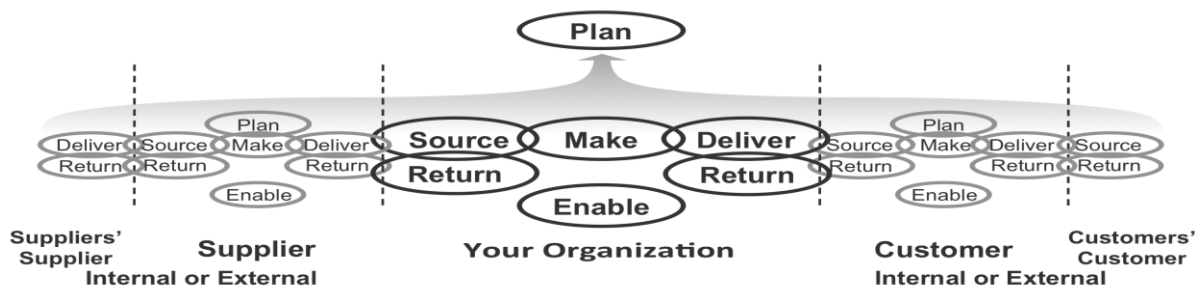 Plan
Plan
Plan
Deliver Source Make Deliver Source Make Deliver Source Make Deliver Source
Return Return Return Return Return Return Return Return
Enable Enable Enable
Suppliers' Supplier Your Organization Customer Customers'
Supplier Customer
Internal or External Internal or External